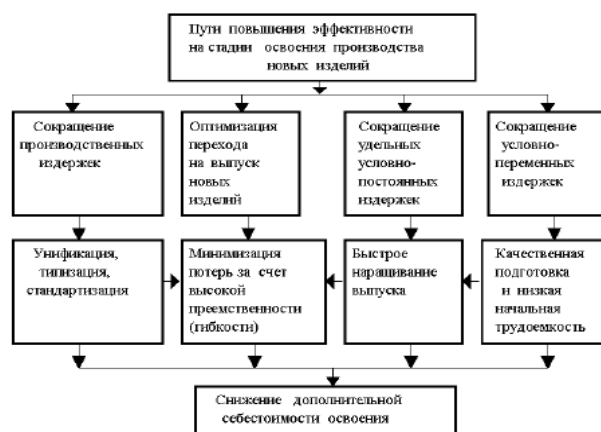 Пути повышения эффективности
на стадии освоения производства
новых изделий
Сокращение
производственных
издержек
Оптимизация
перехода
на выпуск
новых
изделий
Сокращение
удельных
условно-
постоянных
издержек
Сокращение
условно-
переменных
издержек
Унификация,
типизация,
стандартизация
Минимизация
потерь за счет
высокой
преемственности
(гибкости)
Быстрое
наращивание
выпуска
Качественная
подготовка
и низкая
начальная
трудоемкость
Снижение дополнительной
себестоимости освоения